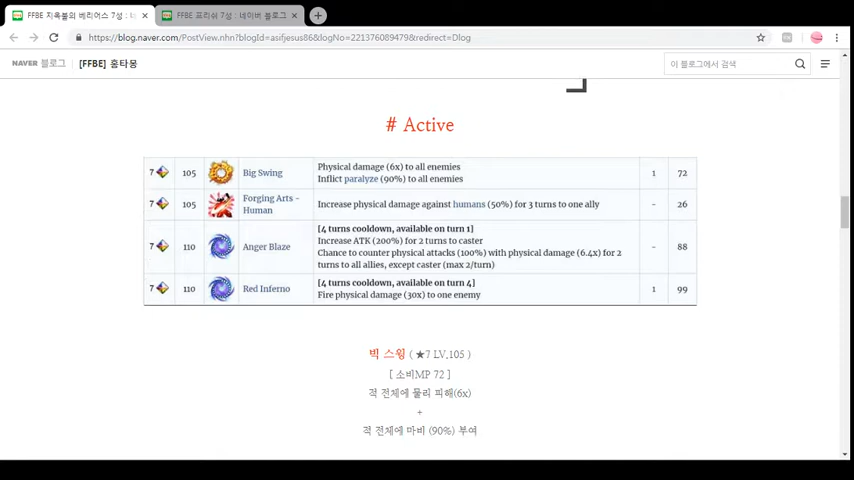 FFBE 지옥불의 베리어스 7성 : 네
FFBE 프리쉬 7성 : 네이버 블로그
https://blog.naver.com/PostView.nhn?blogId=asifjesus86&logNo=221376089479&redirect=Dlog
NAVER 블로그 [FFBE] 홍타몽
이 블로그에서 검색
# Active
7 105 Big Swing Physical damage (6x) to all enemies 1 72
Inflict paralyze (90%) to all enemies
7 105 Forging Arts - Human Increase physical damage against humans (50%) for 3 turns to one ally - 26
7 110 Anger Blaze [4 turns cooldown, available on turn 1] - 88
Increase ATK (200%) for 2 turns to caster
Chance to counter physical attacks (100%) with physical damage (6.4x) for 2
turns to all allies, except caster (max 2/turn)
7 110 Red Inferno [4 turns cooldown, available on turn 4] 1 99
Fire physical damage (30x) to one enemy
빅 스윙 ( ★7 LV.105 )
[ 소비MP 72 ]
적 전체에 물리 피해(6x)
+
적 전체에 마비 (90%) 부여